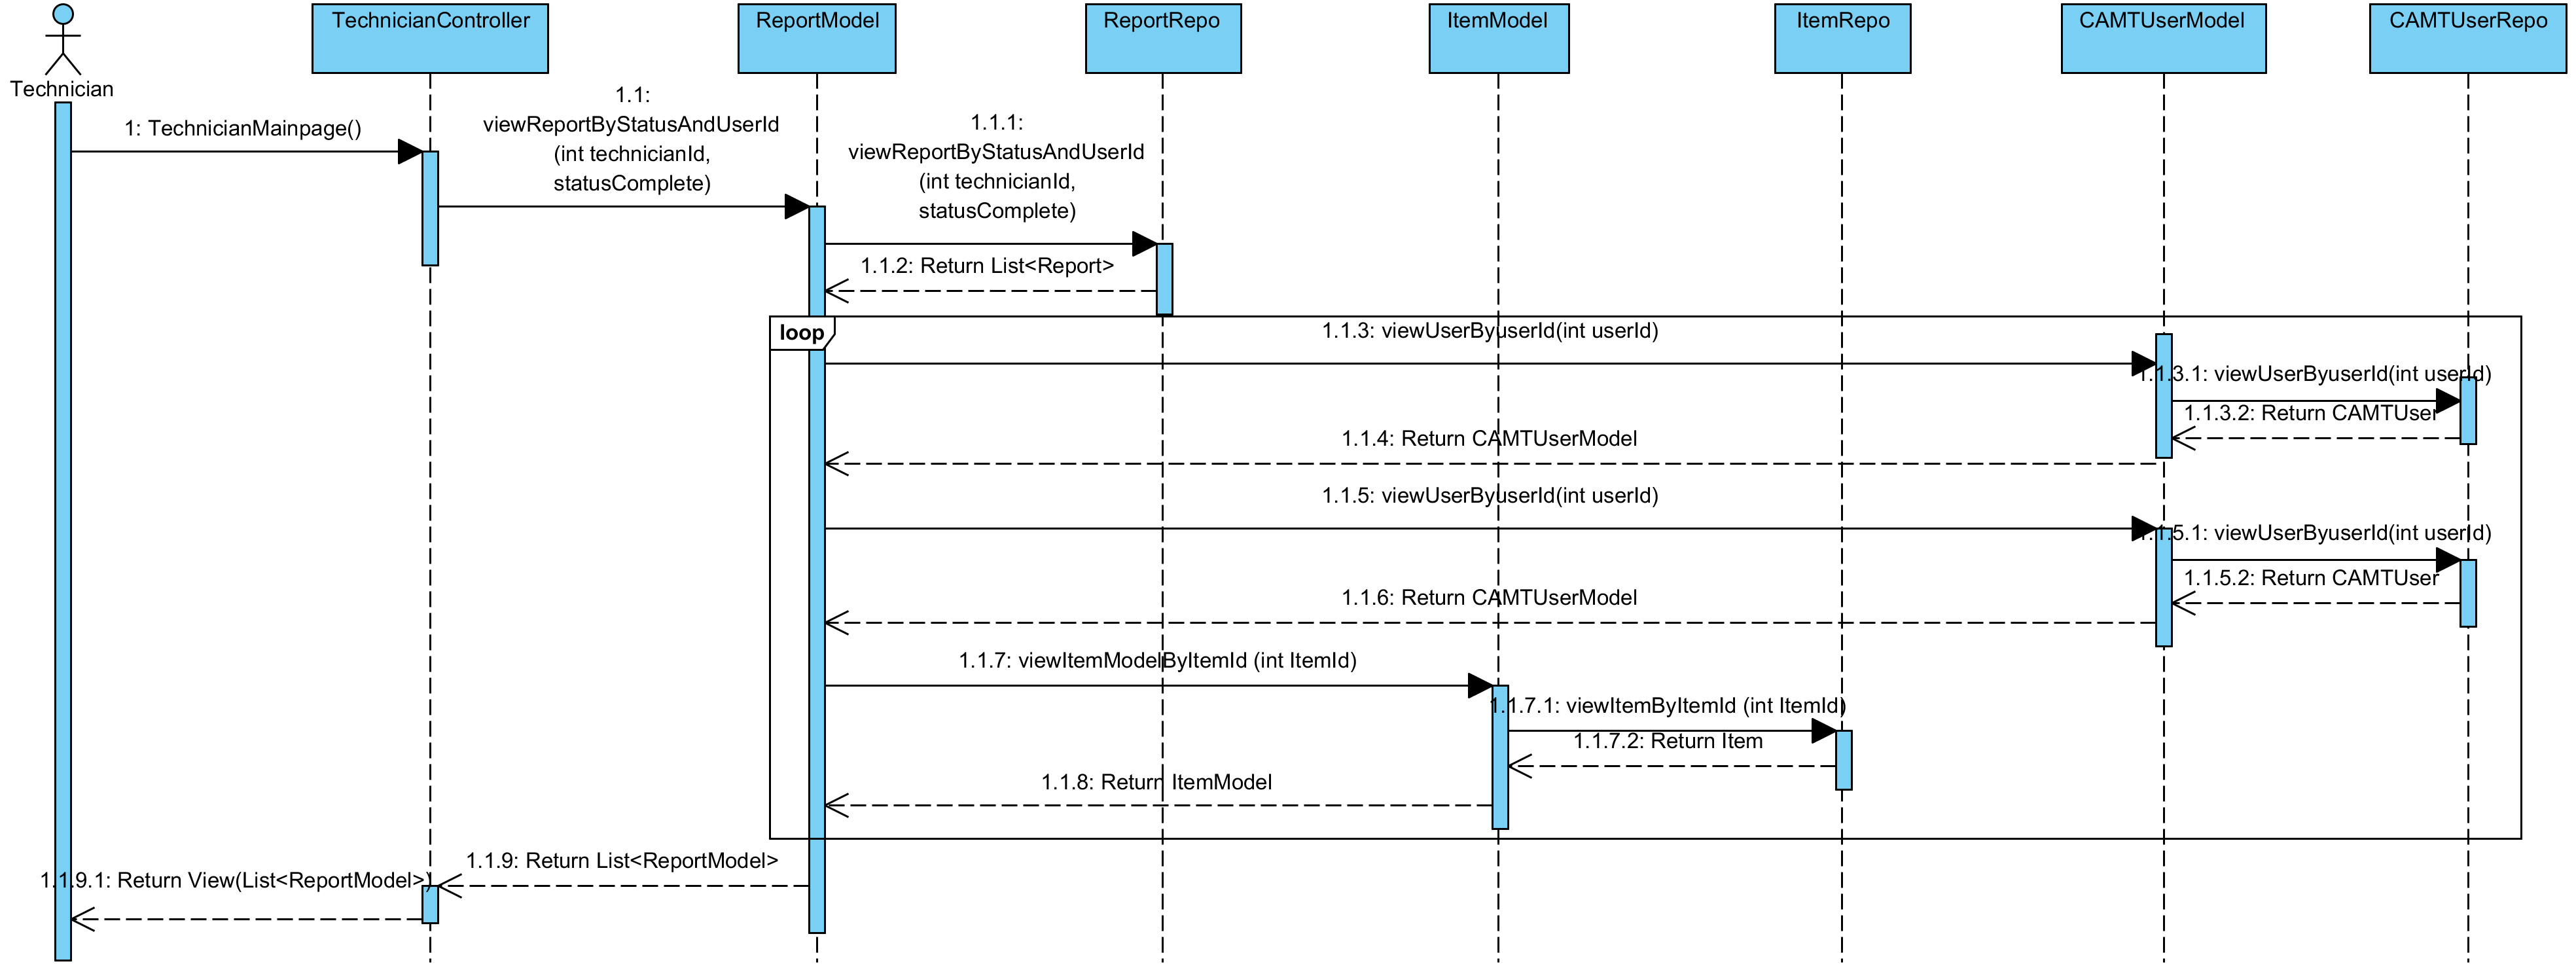 TechnicianController
ReportModel
ReportRepo
ItemModel
ItemRepo
CAMTUserModel
CAMTUserRepo
Technician
1: TechnicianMainpage()
1.1:
viewReportByStatusAndUserId
(int technicianId,
statusComplete)
1.1.1:
viewReportByStatusAndUserId
(int technicianId,
statusComplete)
1.1.2: Return List<Report>
loop
1.1.3: viewUserByuserId(int userId)
1.1.3.1: viewUserByuserId(int userId)
1.1.3.2: Return CAMTUser
1.1.4: Return CAMTUserModel
1.1.5: viewUserByuserId(int userId)
1.1.5.1: viewUserByuserId(int userId)
1.1.5.2: Return CAMTUser
1.1.6: Return CAMTUserModel
1.1.7: viewItemModelByItemId (int ItemId)
1.1.7.1: viewItemByItemId (int ItemId)
1.1.7.2: Return Item
1.1.8: Return ItemModel
1.1.9: Return List<ReportModel>
1.1.9.1: Return View(List<ReportModel>)